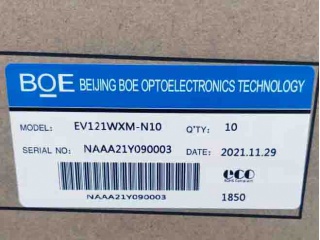 BOE BEIJING BOE OPTOELECTRONICS TECHNOLOGY
MODEL: EV121WXM-N10 Q'TY: 10
SERIAL NO: NAAA21Y090003 DATE: 2021.11.29
eco
NAAA21Y090003 1850